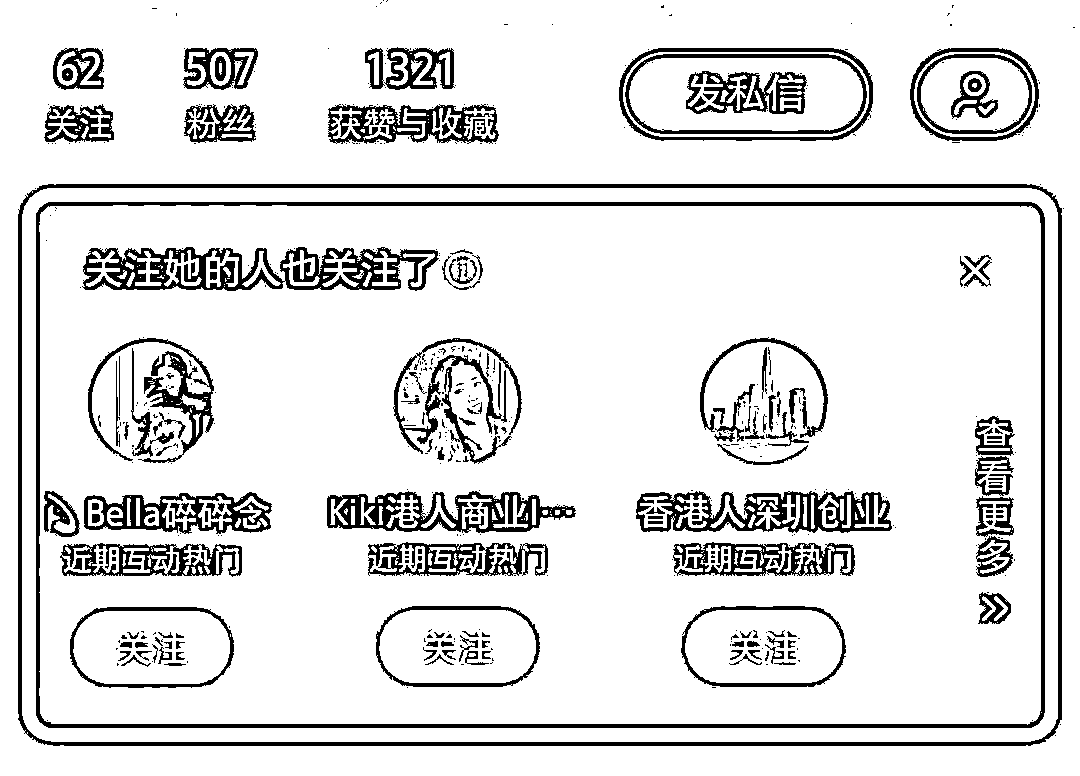 62 507 1321 发私信
关注 粉丝 获赞与收藏
关注她的人也关注了
Bella碎碎念 Kiki港人商业I… 香港人深圳创业
近期互动热门 近期互动热门 近期互动热门
关注 关注 关注
查看更多